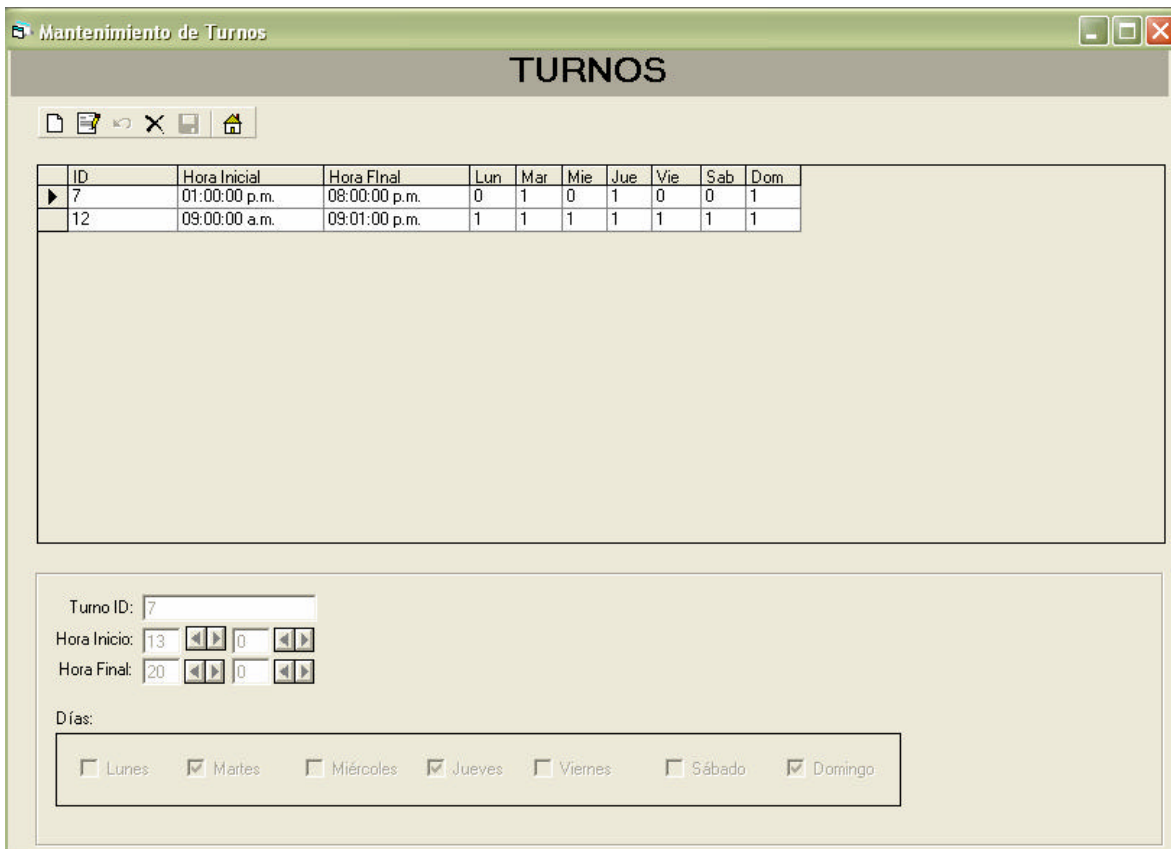 Mantenimiento de Turnos
TURNOS
ID Hora Inicial Hora FInal Lun Mar Mie Jue Vie Sab Dom
7 01:00:00 p.m. 08:00:00 p.m. 0 1 0 1 0 0 1
12 09:00:00 a.m. 09:01:00 p.m. 1 1 1 1 1 1 1
Turno ID: 7
Hora Inicio: 13 0
Hora Final: 20 0
Días:
Lunes Martes Miércoles Jueves Viernes Sábado Domingo